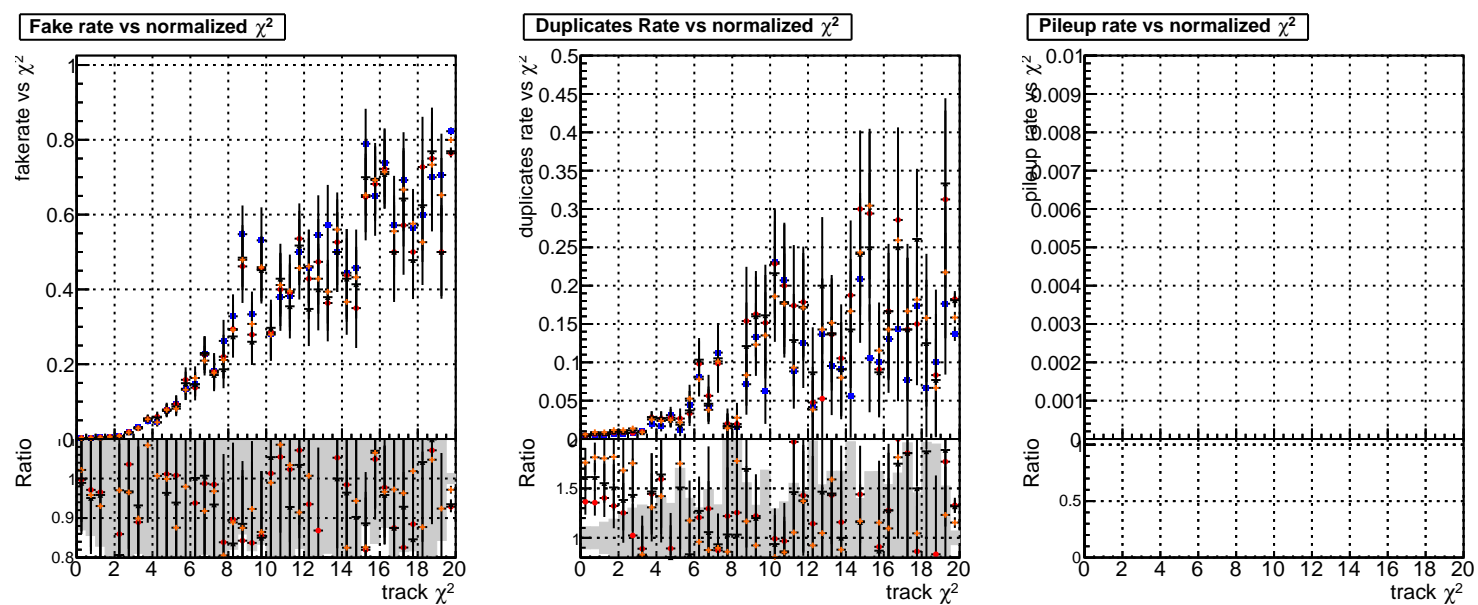 Fake rate vs normalized χ²
fakerate vs χ²
1
0.8
0.6
0.4
0.2
0
Ratio
1
0.9
0.8
0 2 4 6 8 10 12 14 16 18 20
track χ²
Duplicates Rate vs normalized χ²
duplicates rate vs χ²
0.5
0.45
0.4
0.35
0.3
0.25
0.2
0.15
0.1
0.05
0
Ratio
1.5
1
0 2 4 6 8 10 12 14 16 18 20
track χ²
Pileup rate vs normalized χ²
pileup rate vs χ²
0.01
0.009
0.008
0.007
0.006
0.005
0.004
0.003
0.002
0.001
0
Ratio
1
0.5
0
0 2 4 6 8 10 12 14 16 18 20
track χ²